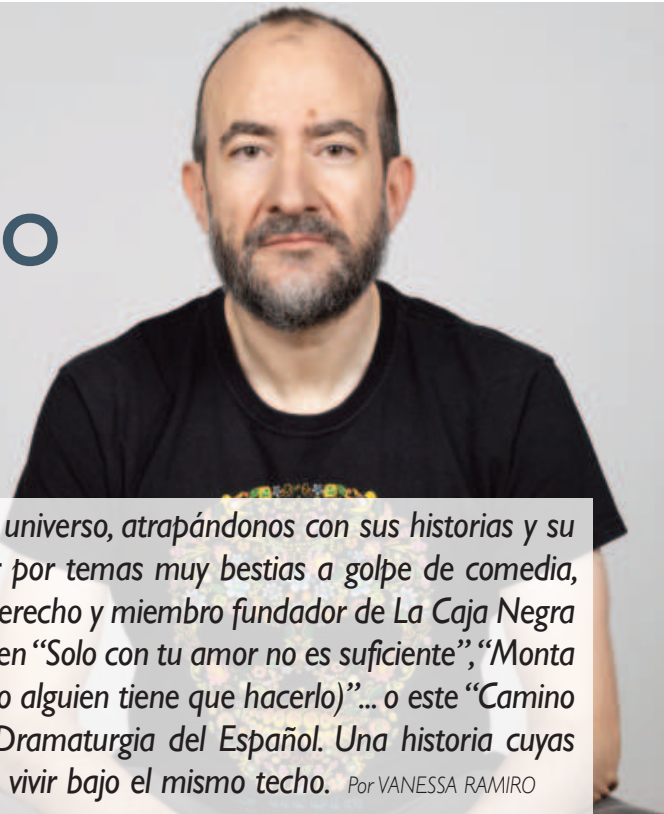 O
universo, atrapándonos con sus historias y su
por temas muy bestias a golpe de comedia,
erecho y miembro fundador de La Caja Negra
en “Solo con tu amor no es suficiente”,“Monta
o alguien tiene que hacerlo)”... o este “Camino
Dramaturgia del Español. Una historia cuyas
vivir bajo el mismo techo. Por VANESSA RAMIRO